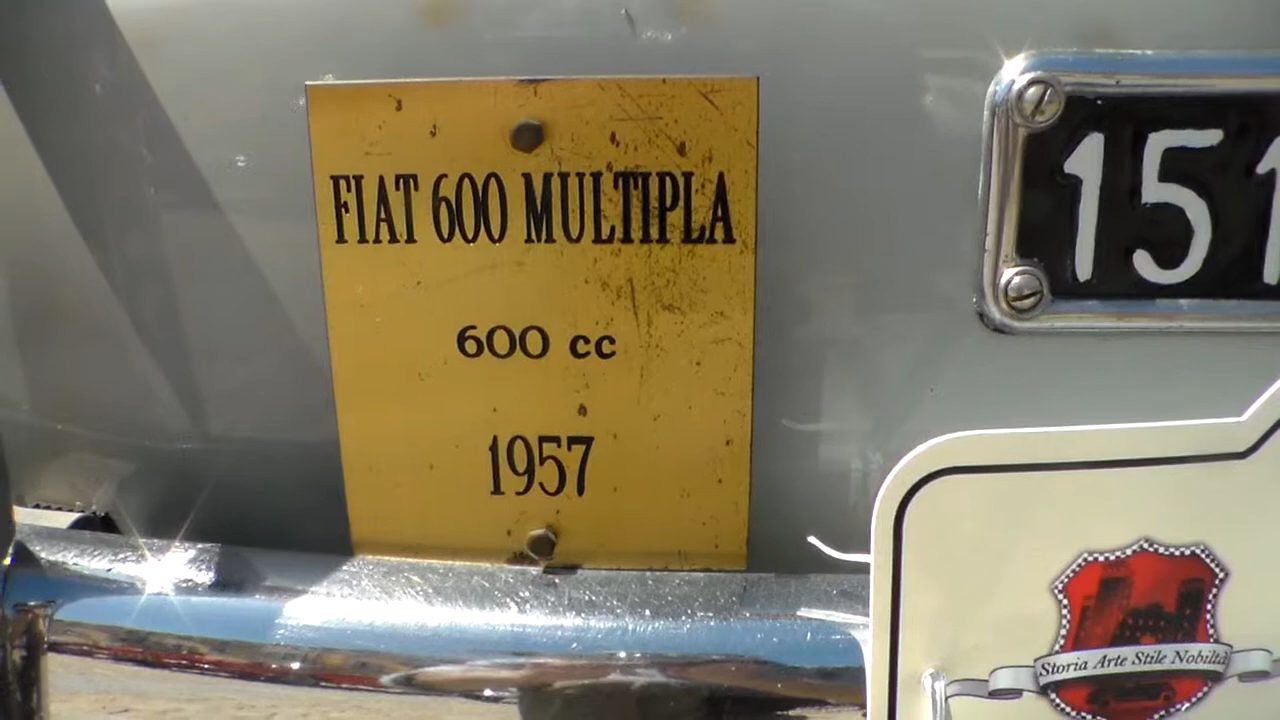 FIAT 600 MULTIPLA
600 cc
1957
151
Storia Arte Stile Nobiltà